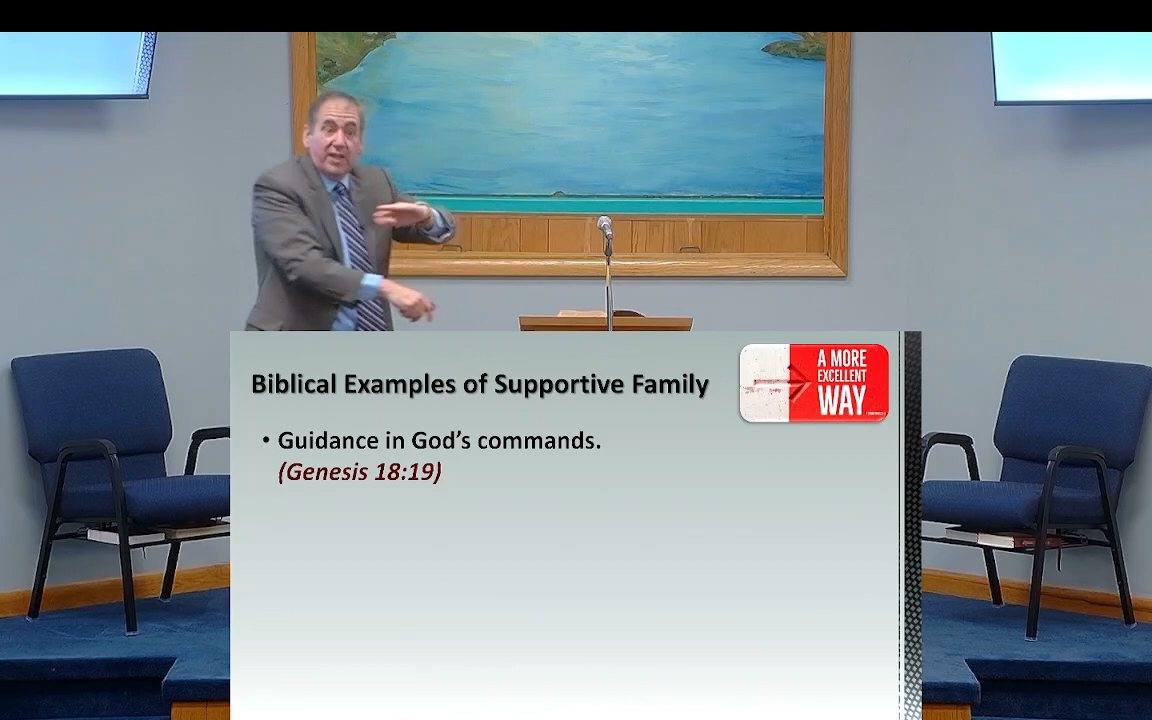 Biblical Examples of Supportive Family
A MORE
EXCELLENT
WAY
• Guidance in God’s commands.
(Genesis 18:19)